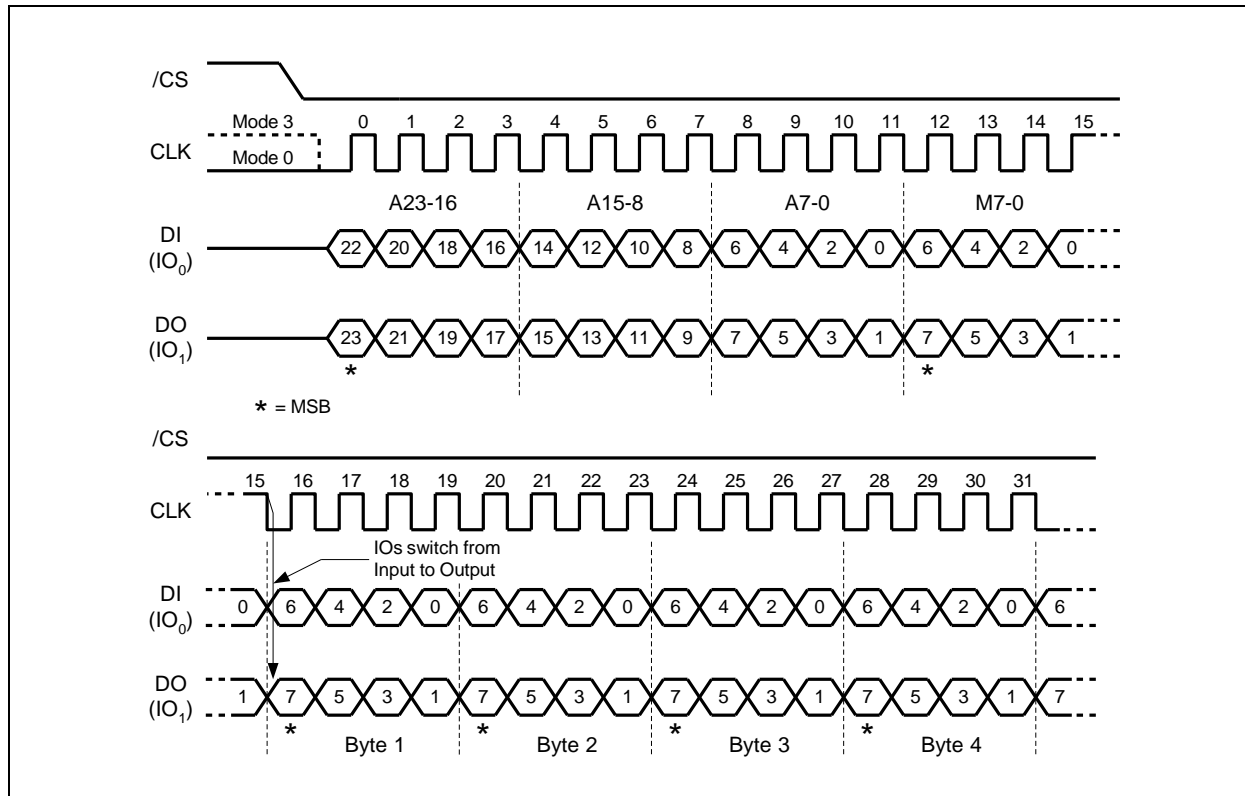 /CS
Mode 3 0 1 2 3 4 5 6 7 8 9 10 11 12 13 14 15
CLK
Mode 0
A23-16 A15-8 A7-0 M7-0
DI
(IO0) 22 20 18 16 14 12 10 8 6 4 2 0 6 4 2 0
DO
(IO1) 23 21 19 17 15 13 11 9 7 5 3 1 7 5 3 1
* *
* = MSB
/CS
15 16 17 18 19 20 21 22 23 24 25 26 27 28 29 30 31
CLK
IOs switch from
Input to Output
DI
(IO0) 0 6 4 2 0 6 4 2 0 6 4 2 0 6 4 2 0 6
DO
(IO1) 1 7 5 3 1 7 5 3 1 7 5 3 1 7 5 3 1 7
* * * *
Byte 1 Byte 2 Byte 3 Byte 4